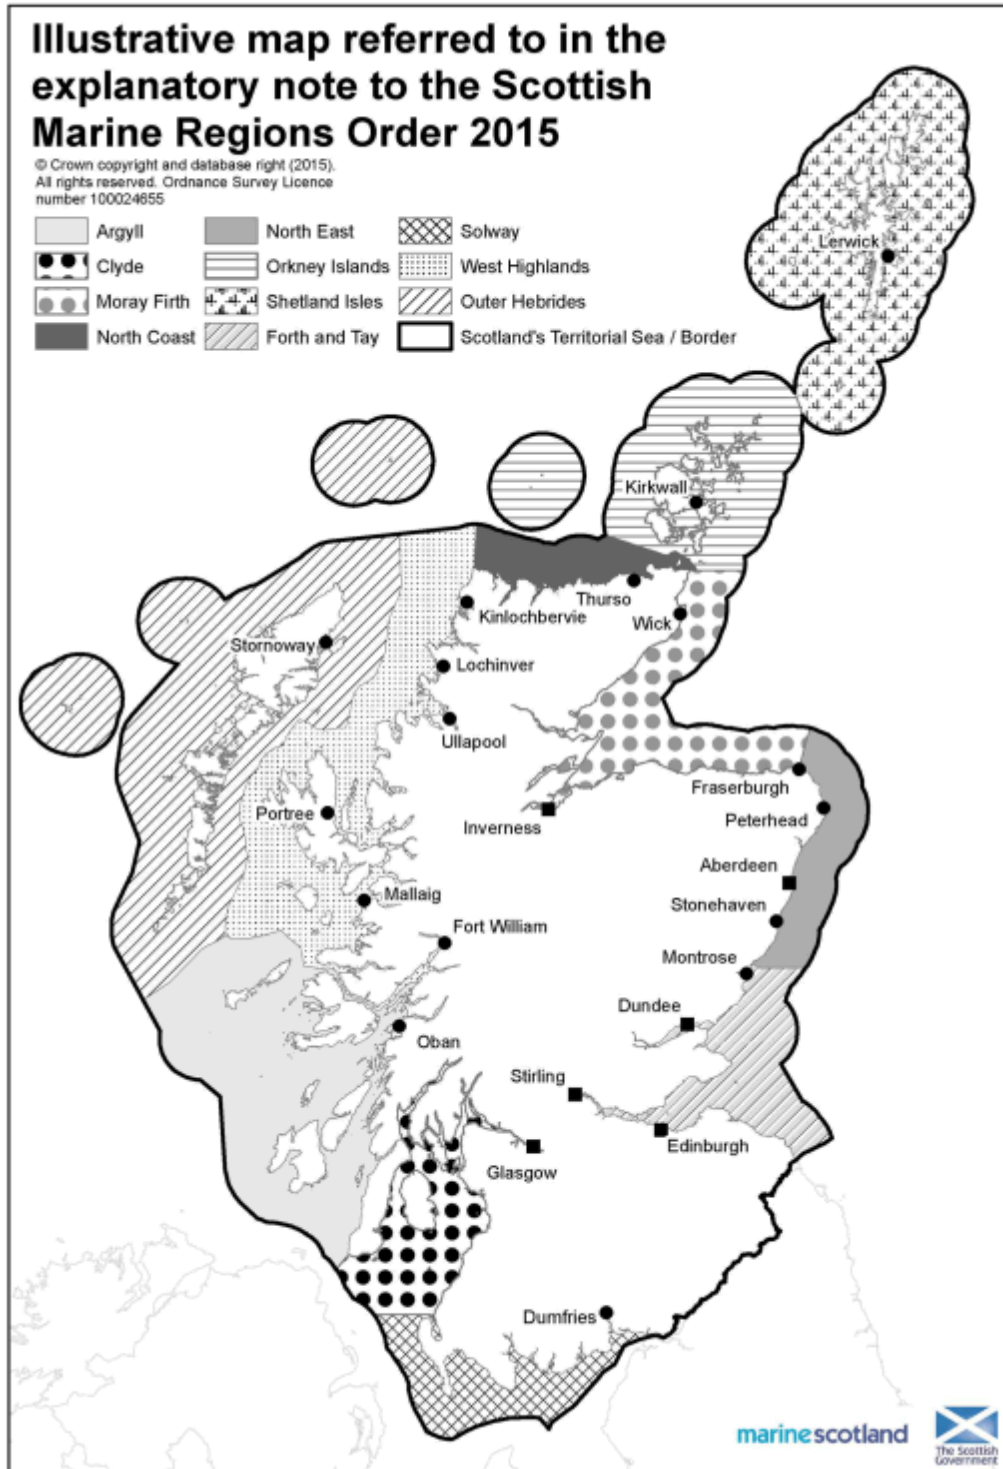 Illustrative map referred to in the
explanatory note to the Scottish
Marine Regions Order 2015
© Crown copyright and database right (2015).
All rights reserved. Ordnance Survey Licence
number 100024655
Argyll
North East
Solway
Clyde
Orkney Islands
West Highlands
Moray Firth
Shetland Isles
Outer Hebrides
North Coast
Forth and Tay
Scotland's Territorial Sea / Border
Lerwick
Kirkwall
Thurso
Kinlochbervie
Wick
Stornoway
Lochinver
Ullapool
Fraserburgh
Portree
Inverness
Peterhead
Aberdeen
Mallaig
Stonehaven
Fort William
Montrose
Dundee
Oban
Stirling
Edinburgh
Glasgow
Dumfries
marinescotland
The Scottish
Government